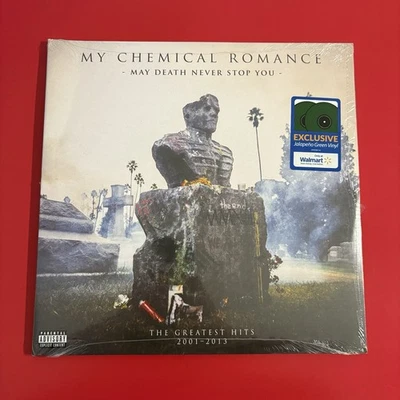 MY CHEMICAL ROMANCE
- MAY DEATH NEVER STOP YOU -
EXCLUSIVE
Jalapeño Green Vinyl
Walmart
THE GREATEST HITS
2001-2013
PARENTAL
ADVISORY
EXPLICIT CONTENT